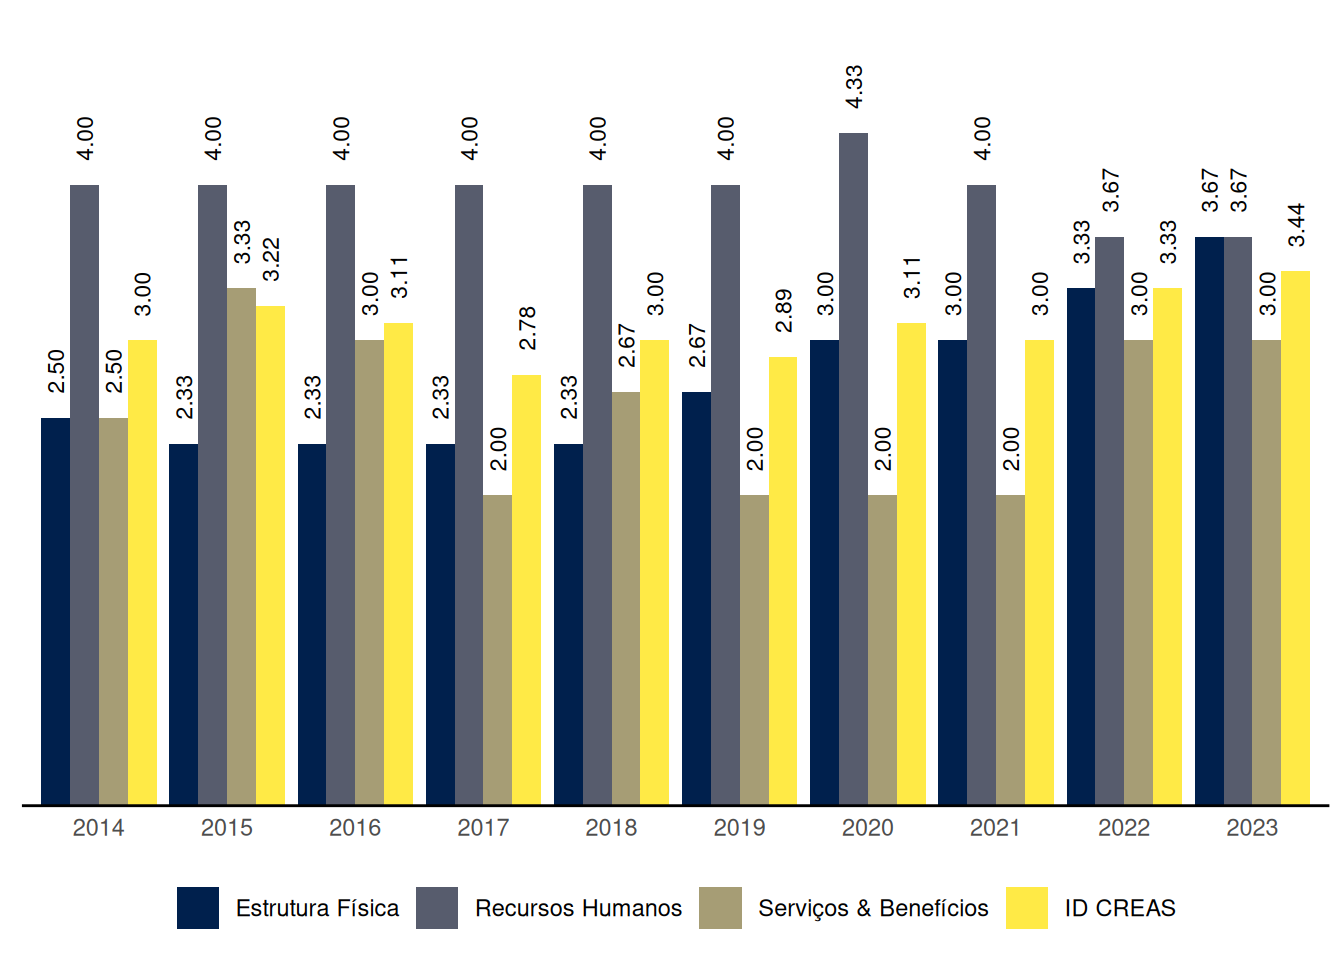 2.50 4.00 2.50 3.00
2.33 4.00 3.33 3.22
2.33 4.00 3.00 3.11
2.33 4.00 2.00 2.78
2.33 4.00 2.67 3.00
2.67 4.00 2.00 2.89
3.00 4.33 2.00 3.11
3.00 4.00 2.00 3.00
3.33 3.67 3.00 3.33
3.67 3.67 3.00 3.44
2014 2015 2016 2017 2018 2019 2020 2021 2022 2023
Estrutura Física Recursos Humanos Serviços & Benefícios ID CREAS